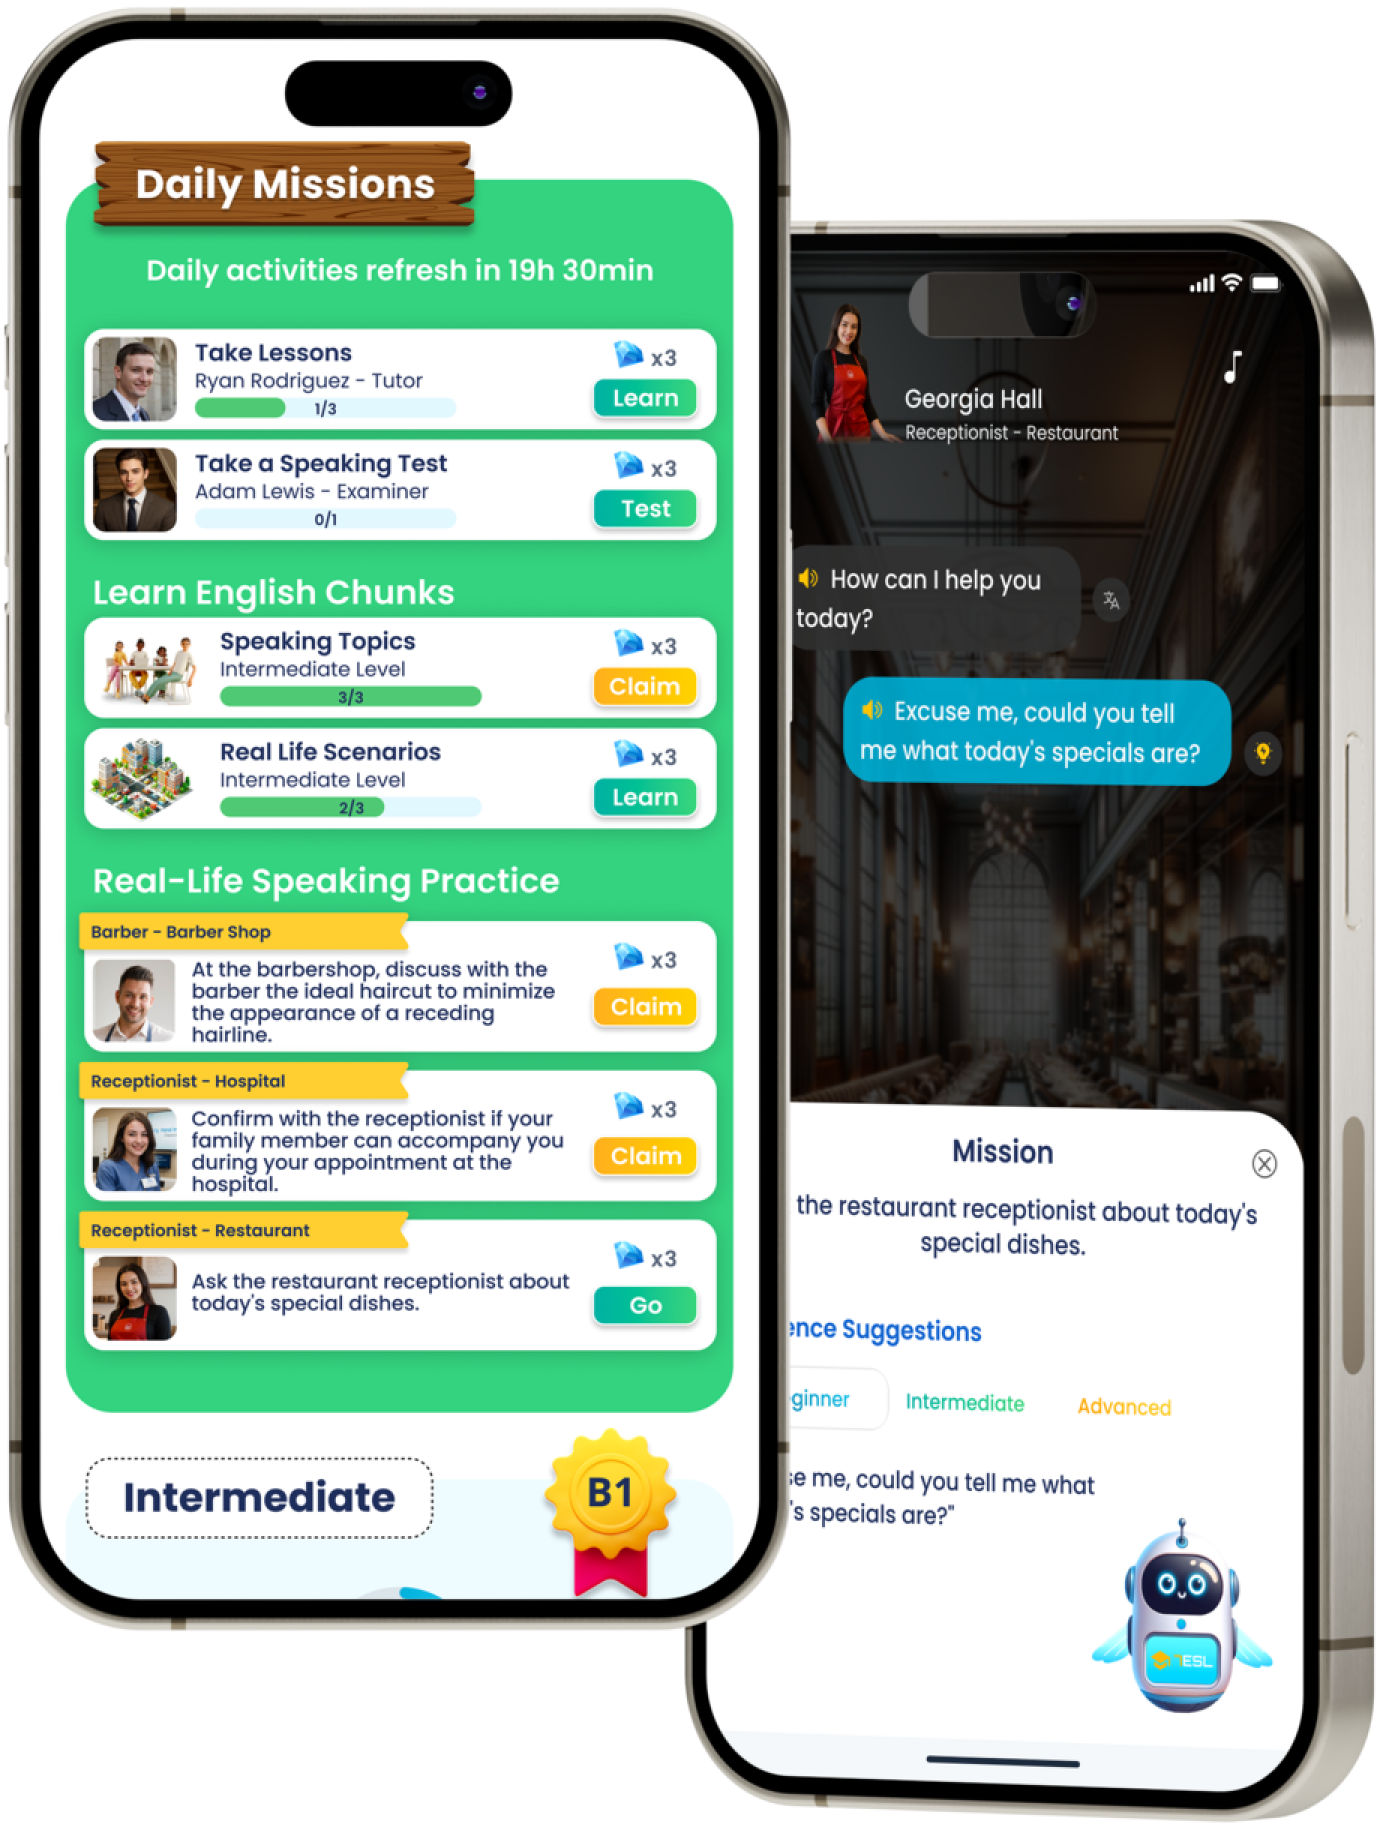 Daily Missions
Daily activities refresh in 19h 30min
Take Lessons
Ryan Rodriguez - Tutor
1/3
x3
Learn
Take a Speaking Test
Adam Lewis - Examiner
0/1
x3
Test
Learn English Chunks
Speaking Topics
Intermediate Level
3/3
x3
Claim
Real Life Scenarios
Intermediate Level
2/3
x3
Learn
Real-Life Speaking Practice
Barber - Barber Shop
At the barbershop, discuss with the
barber the ideal haircut to minimize
the appearance of a receding
hairline.
x3
Claim
Receptionist - Hospital
Confirm with the receptionist if your
family member can accompany you
during your appointment at the
hospital.
x3
Claim
Receptionist - Restaurant
Ask the restaurant receptionist about
today's special dishes.
x3
Go
Intermediate
B1
Georgia Hall
Receptionist - Restaurant
How can I help you
today?
Excuse me, could you tell
me what today's specials are?
Mission
the restaurant receptionist about today's
special dishes.
ence Suggestions
ginner
Intermediate
Advanced
se me, could you tell me what
's specials are?"
ESL